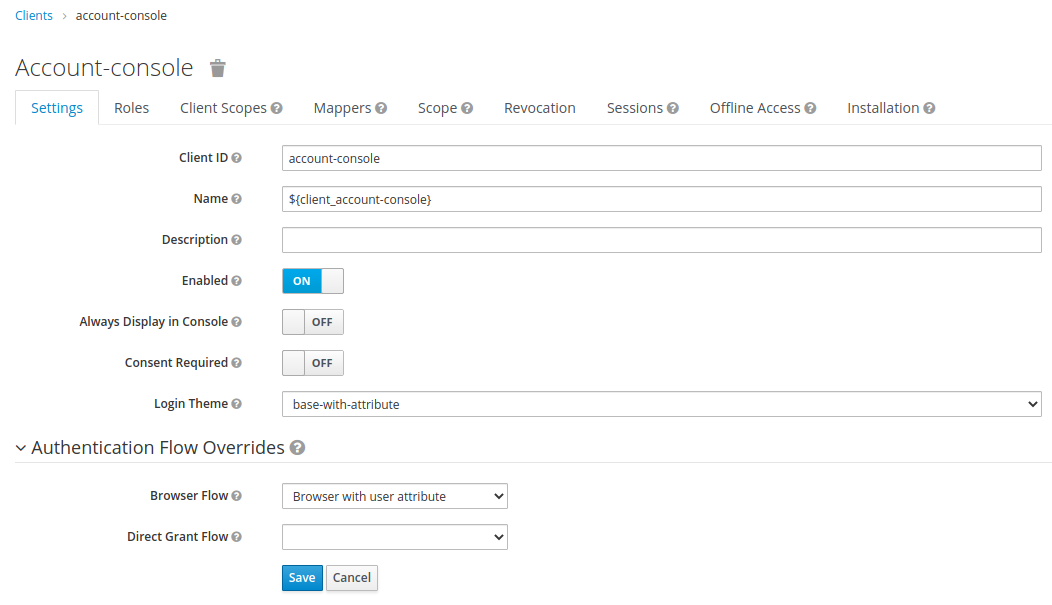 Clients > account-console
Account-console
Settings Roles Client Scopes Mappers Scope Revocation Sessions Offline Access Installation
Client ID account-console
Name ${client_account-console}
Description
Enabled ON
Always Display in Console OFF
Consent Required OFF
Login Theme base-with-attribute
Authentication Flow Overrides
Browser Flow Browser with user attribute
Direct Grant Flow
Save Cancel